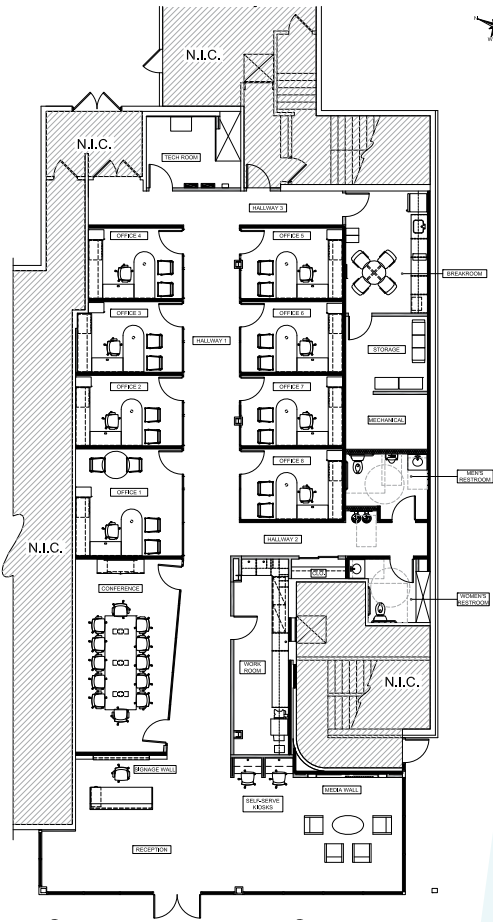 N.I.C.
N.I.C.
TECH ROOM
HALLWAY 3
OFFICE 4
OFFICE 5
BREAKROOM
OFFICE 3
OFFICE 6
HALLWAY 1
STORAGE
OFFICE 2
OFFICE 7
MECHANICAL
MEN'S
RESTROOM
OFFICE 1
OFFICE 8
HALLWAY 2
N.I.C.
CONFERENCE
WOMEN'S
RESTROOM
WORK
ROOM
N.I.C.
SIGNAGE WALL
SELF-SERVE
KIOSKS
MEDIA WALL
RECEPTION